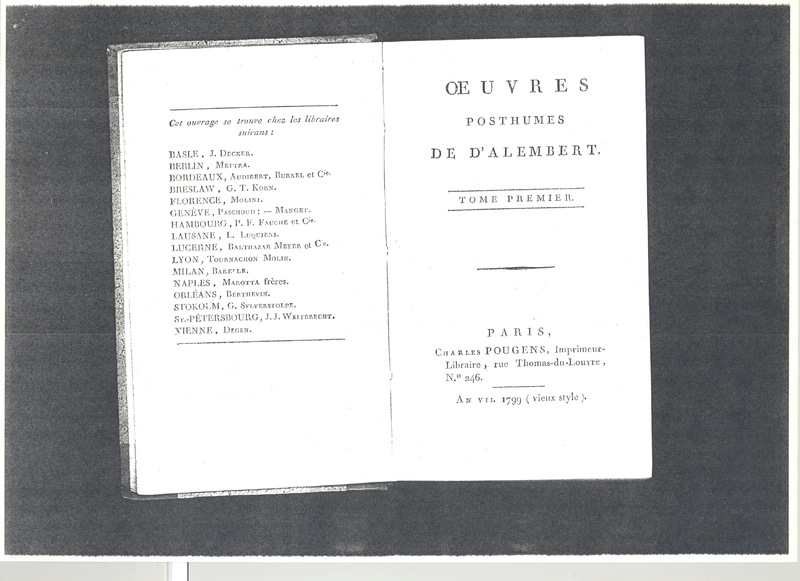 Cet ouvrage se trouve chez les libraires
suivans :
BASLE, J. Decker.
BERLIN, Mettra.
BORDEAUX, Audibert, Burkel et Cie.
BRESLAW, G. T. Korn.
FLORENCE, Molini.
GENÈVE, Paschoud; — Manget.
HAMBOURG, P. F. Fauche et Cie.
LAUSANE, L. Luquiens.
LUCERNE, Balthazar Meyer et Cie.
LYON, Tournachon Molin.
MILAN, Barelle.
NAPLES, Marotta frères.
ORLÉANS, Berthevin.
STOKOLM, G. Sylverstolpe.
St.-PÉTERSBOURG, J. J. Weitbrecht.
VIENNE, Degen.
ŒUVRES
POSTHUMES
DE D'ALEMBERT.
TOME PREMIER.
PARIS,
Charles POUGENS, Imprimeur-
Libraire, rue Thomas-du-Louvre,
N.º 246.
An VII. 1799 (vieux style).